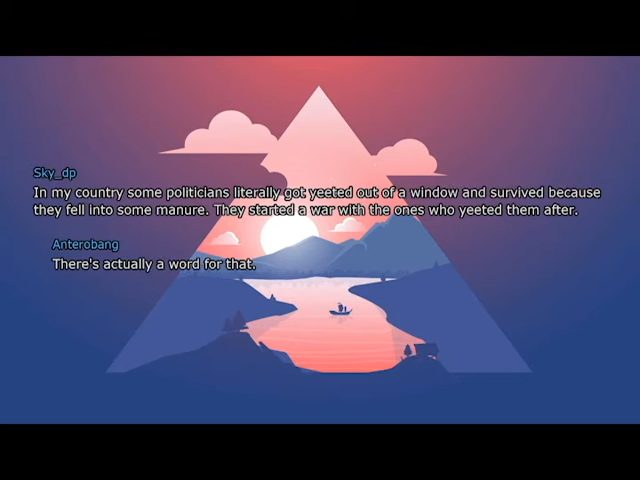 Sky_dp
In my country some politicians literally got yeeted out of a window and survived because
they fell into some manure. They started a war with the ones who yeeted them after.
Anterobang
There's actually a word for that.